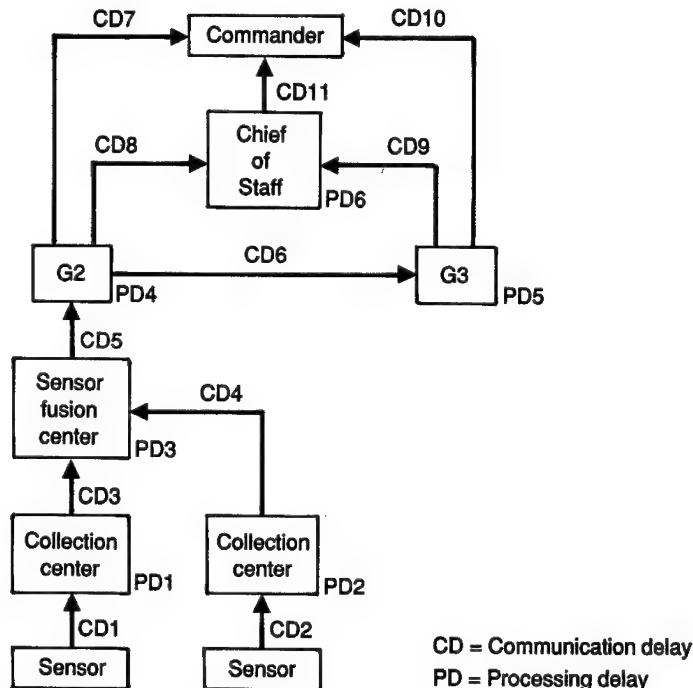 CD7
CD10
Commander
CD11
Chief
of
Staff
CD8
CD9
PD6
CD6
G2
G3
PD4
PD5
CD5
Sensor
fusion
center
CD4
PD3
CD3
Collection
center
Collection
center
PD1
PD2
CD1
CD2
Sensor
Sensor
CD = Communication delay
PD = Processing delay